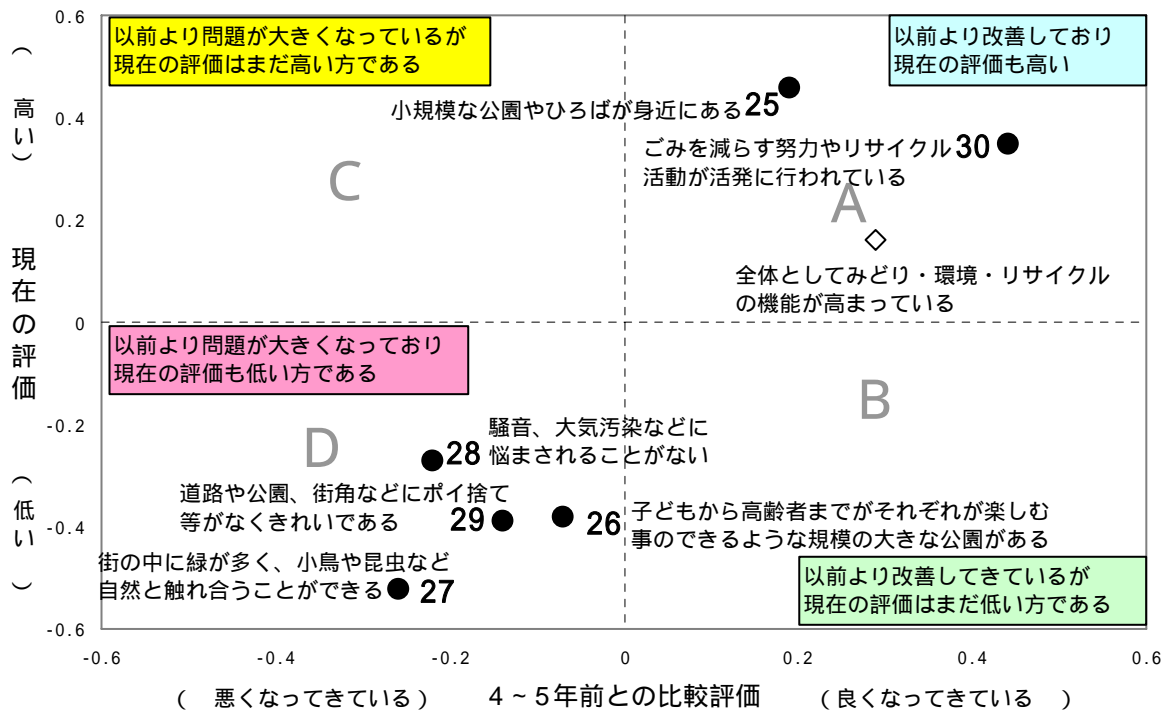 0.6
0.4
0.2
0
-0.2
-0.4
-0.6
（ 高い ） 現在の評価 （ 低い ）
以前より問題が大きくなっているが
現在の評価はまだ高い方である
以前より改善しており
現在の評価も高い
小規模な公園やひろばが身近にある 25
ごみを減らす努力やリサイクル 30
活動が活発に行われている
C
A
全体としてみどり・環境・リサイクル
の機能が高まっている
以前より問題が大きくなっており
現在の評価も低い方である
B
D
28 騒音、大気汚染などに
悩まされることがない
道路や公園、街角などにポイ捨て
等がなくきれいである 29
26 子どもから高齢者までがそれぞれが楽しむ
事のできるような規模の大きな公園がある
街の中に緑が多く、小鳥や昆虫など
自然と触れ合うことができる 27
以前より改善してきているが
現在の評価はまだ低い方である
-0.6 -0.4 -0.2 0 0.2 0.4 0.6
（ 悪くなってきている ） 4～5年前との比較評価 （ 良くなってきている ）